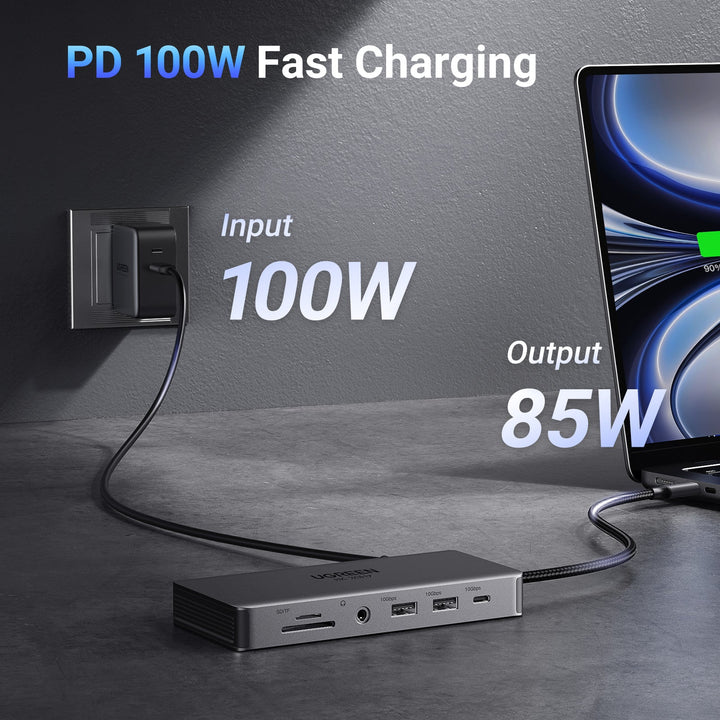 PD 100W Fast Charging
Input
100W
Output
85W
90%
UGREEN
SD/TF
10Gbps
10Gbps
10Gbps